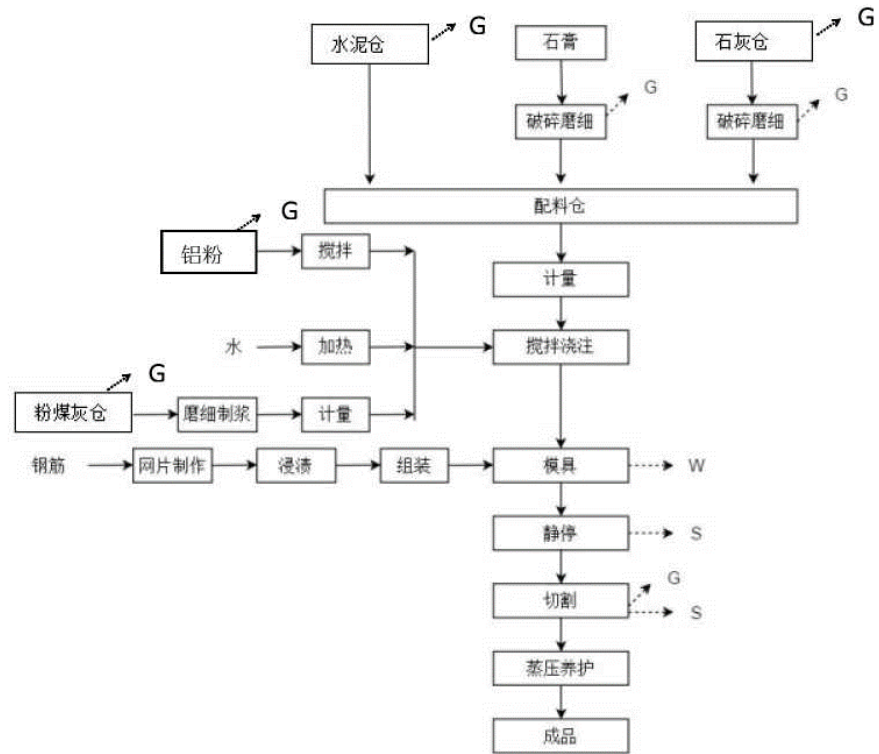 水泥仓 G 石膏 石灰仓 G
破碎磨细 G 破碎磨细 G
配料仓
铝粉 G 搅拌 计量
水 加热 搅拌浇注
粉煤灰仓 G 磨细制浆 计量
钢筋 网片制作 浸渍 组装 模具 W
静停 S
切割 G S
蒸压养护
成品